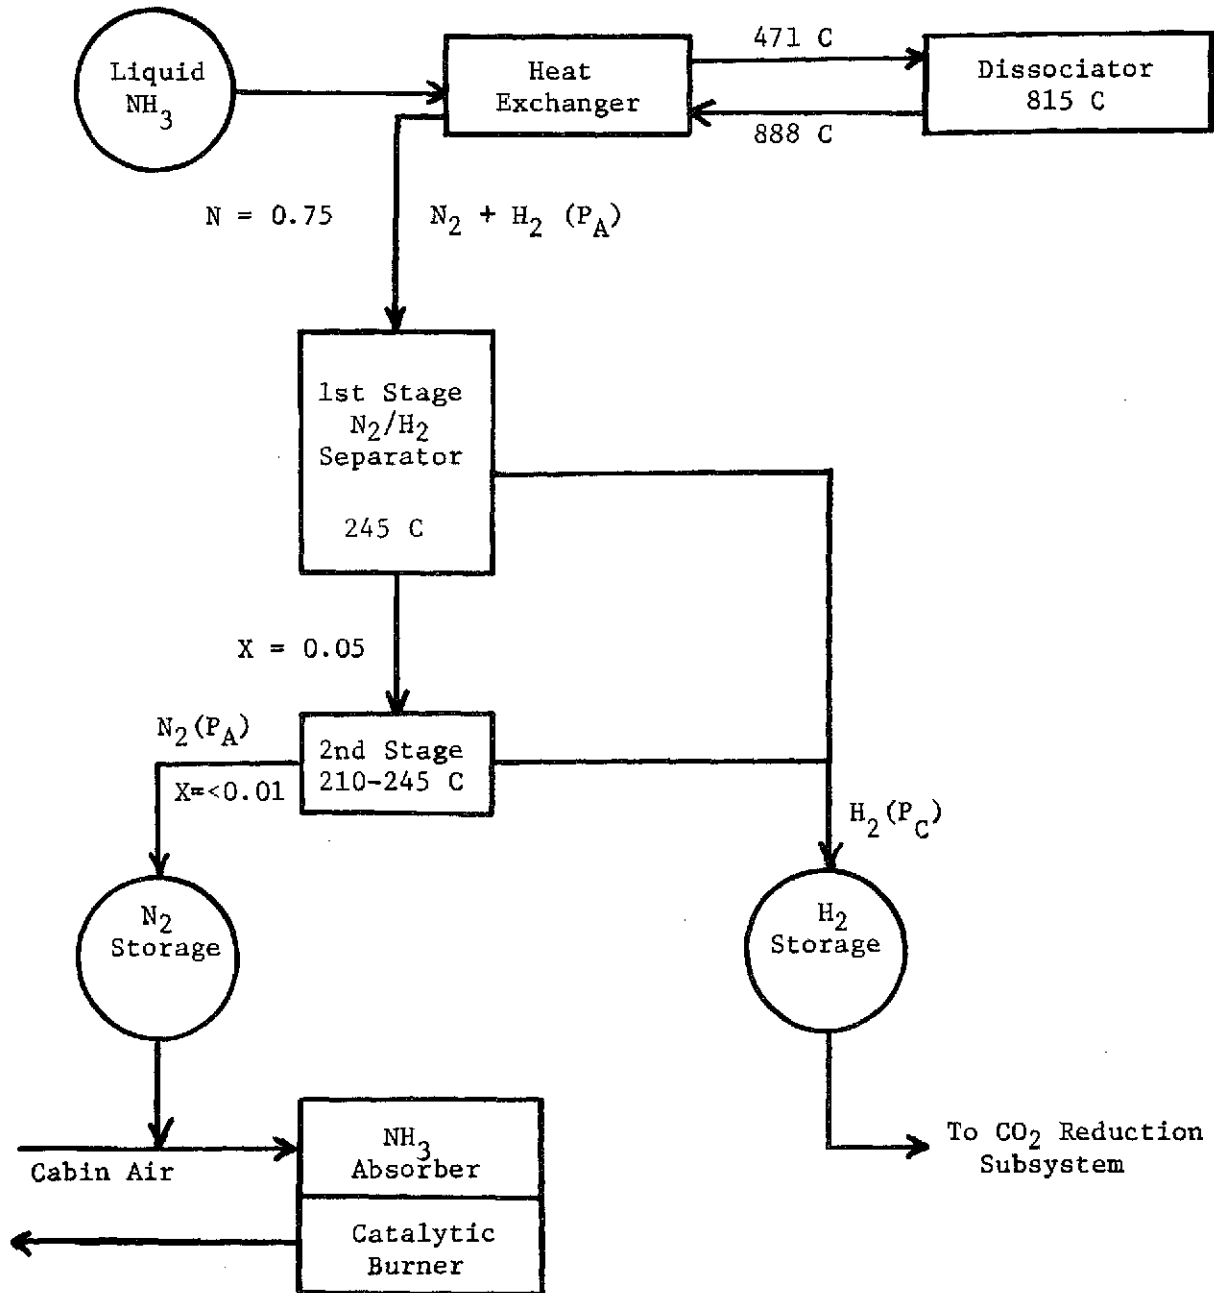 Liquid
NH3
Heat
Exchanger
471 C
888 C
Dissociator
815 C
N = 0.75
N2 + H2 (PA)
1st Stage
N2/H2
Separator
245 C
X = 0.05
N2(PA)
X=<0.01
2nd Stage
210-245 C
H2(PC)
N2
Storage
H2
Storage
Cabin Air
NH3
Absorber
Catalytic
Burner
To CO2 Reduction
Subsystem